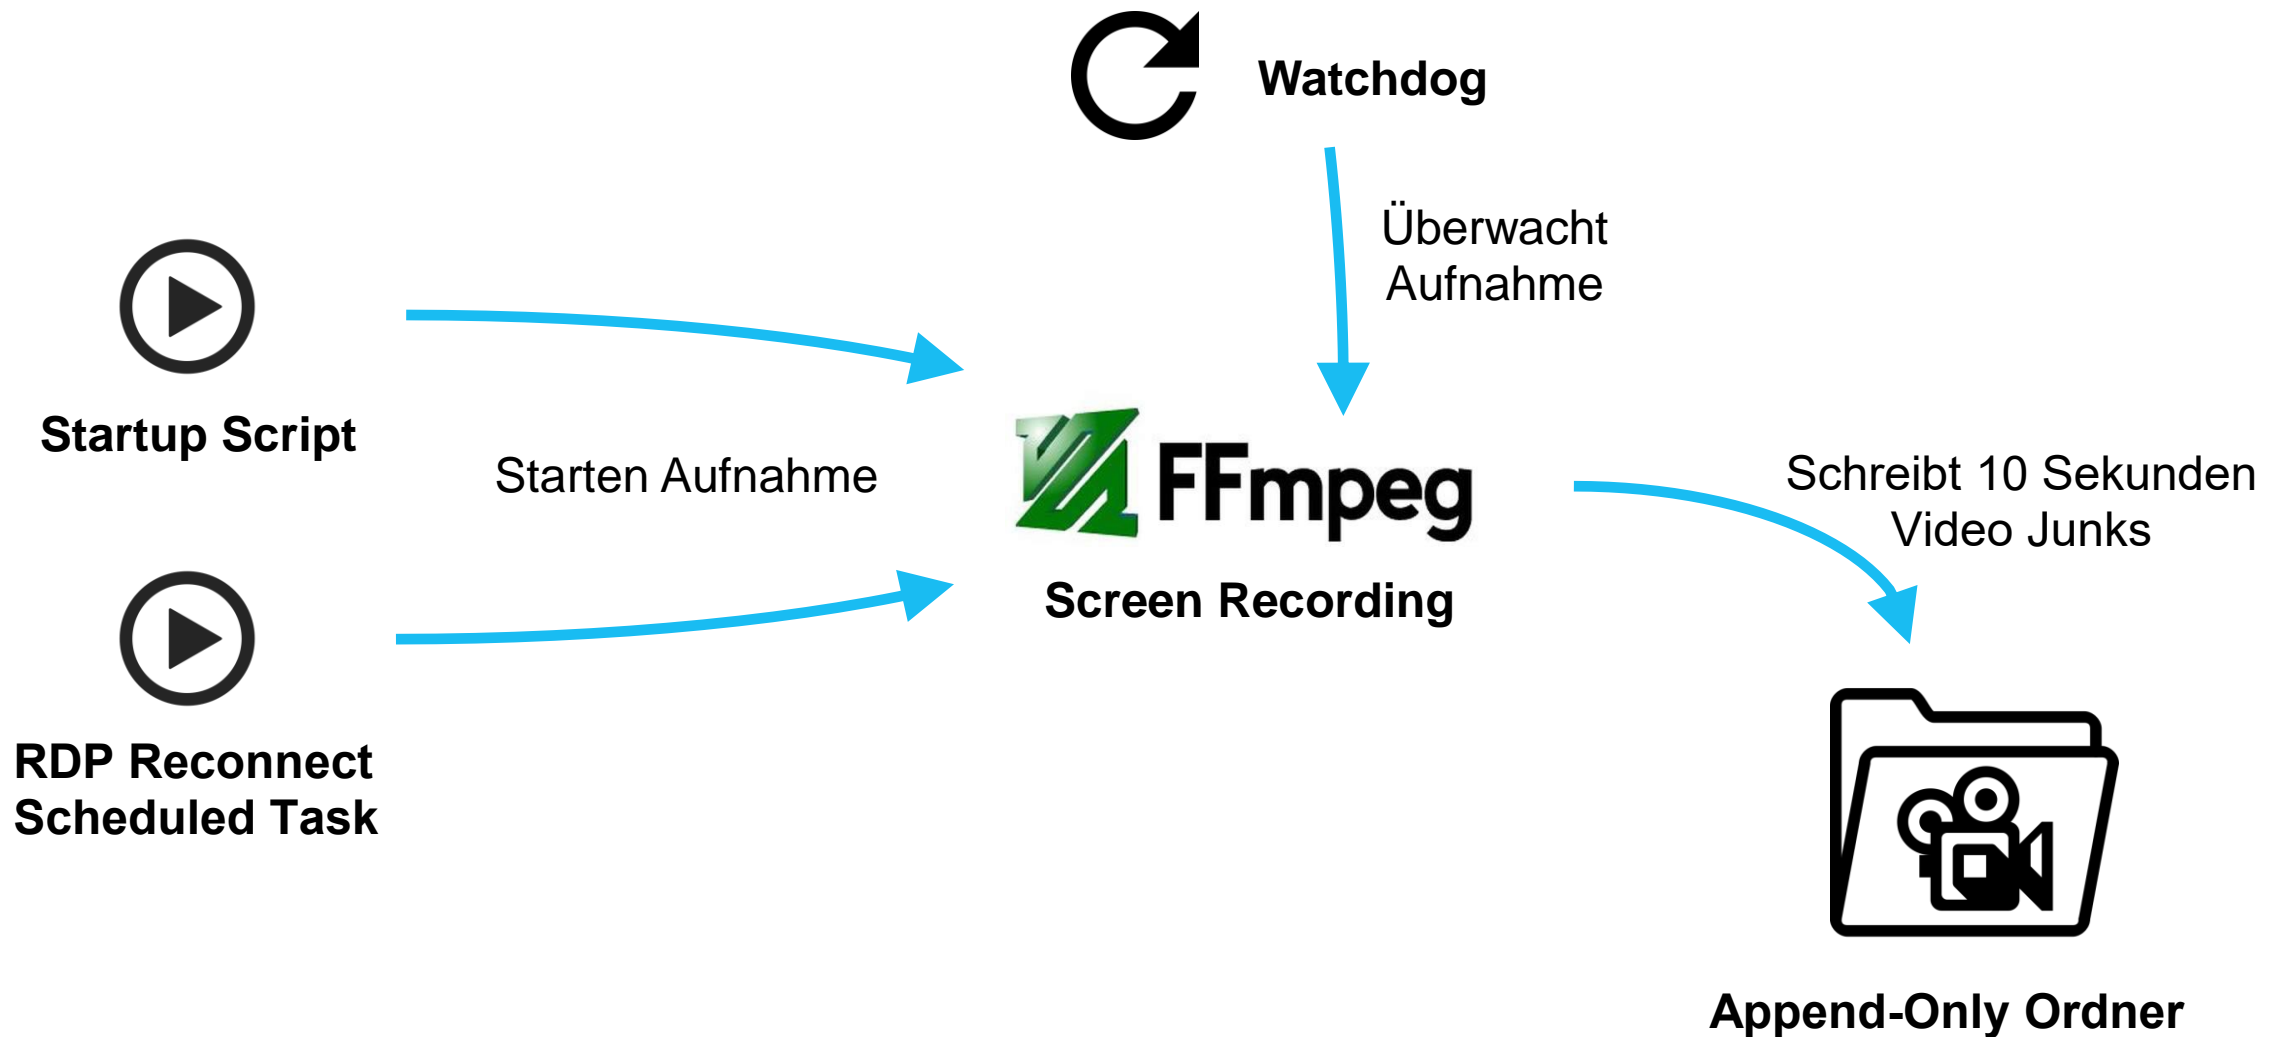 Watchdog
Überwacht
Aufnahme
Startup Script
Starten Aufnahme
FFmpeg
Screen Recording
Schreibt 10 Sekunden
Video Junks
RDP Reconnect
Scheduled Task
Append-Only Ordner